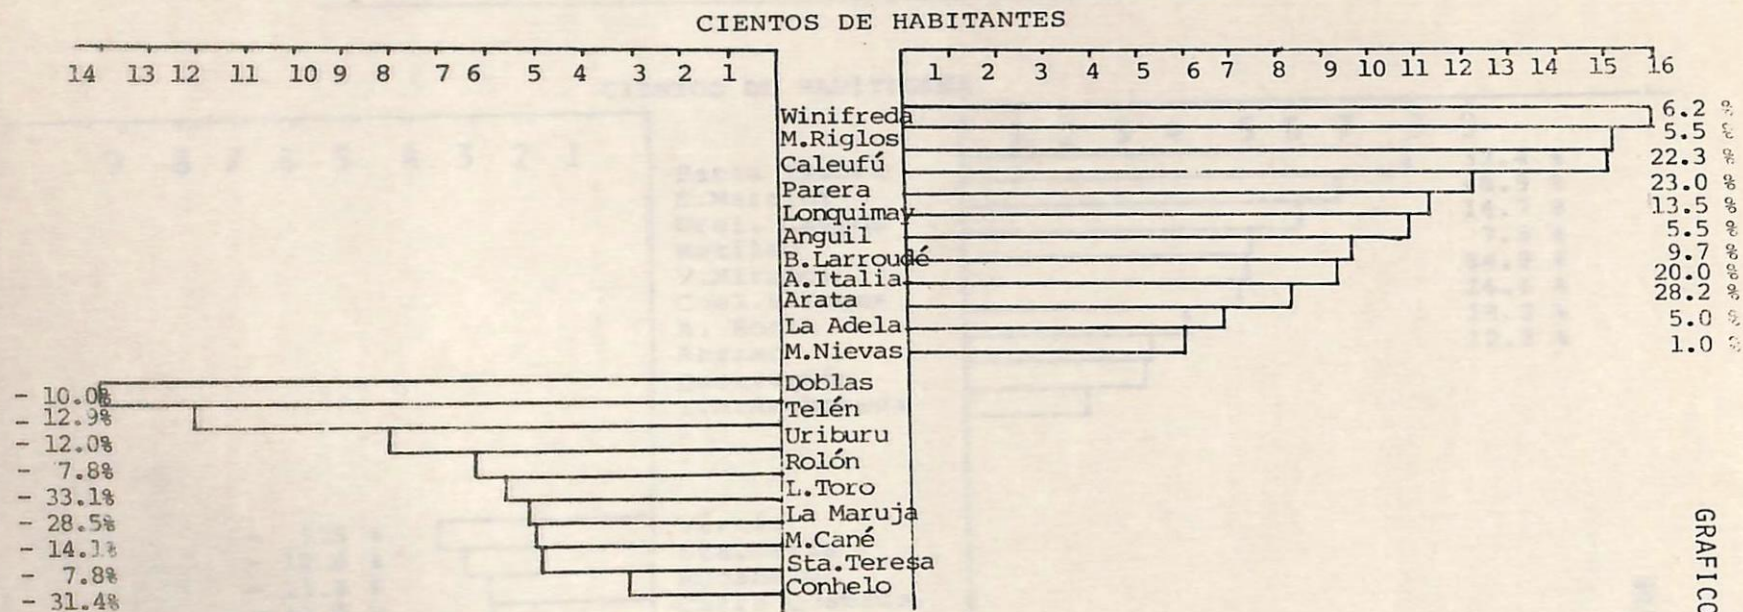 CIENTOS DE HABITANTES
14 13 12 11 10 9 8 7 6 5 4 3 2 1 1 2 3 4 5 6 7 8 9 10 11 12 13 14 15 16
Winifreda 6.2 %
M.Riglos 5.5 %
Caleufú 22.3 %
Parera 23.0 %
Lonquimay 13.5 %
Anguil 5.5 %
B.Larroudé 9.7 %
A.Italia 20.0 %
Arata 28.2 %
La Adela 5.0 %
M.Nievas 1.0 %
- 10.0% Doblas
- 12.9% Telén
- 12.0% Uriburu
- 7.8% Rolón
- 33.1% L.Toro
- 28.5% La Maruja
- 14.1% M.Cané
- 7.8% Sta.Teresa
- 31.4% Conhelo
GRAFICO